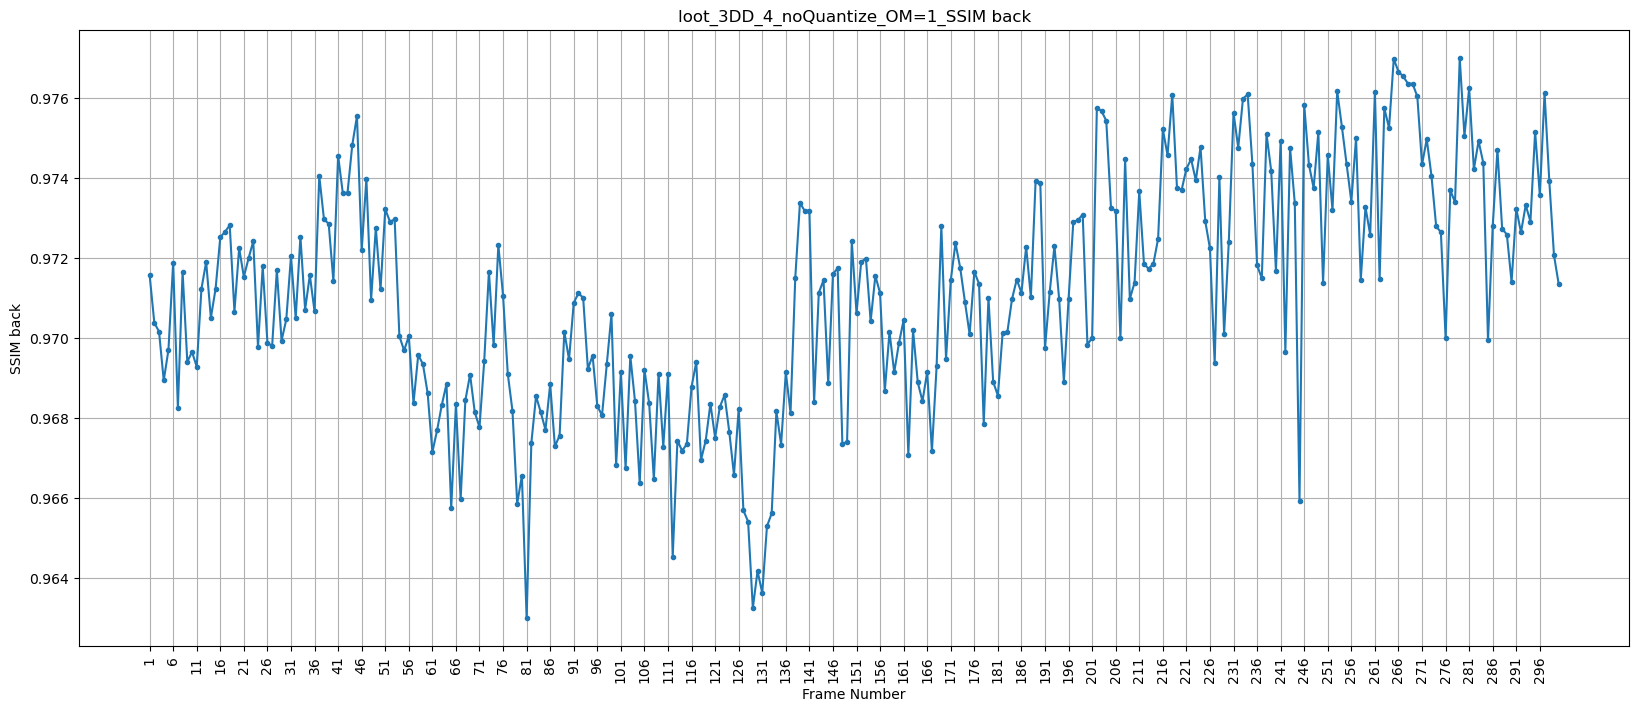 loot_3DD_4_noQuantize_OM=1_SSIM back
SSIM back
0.976
0.974
0.972
0.970
0.968
0.966
0.964
1 6 11 16 21 26 31 36 41 46 51 56 61 66 71 76 81 86 91 96 101 106 111 116 121 126 131 136 141 146 151 156 161 166 171 176 181 186 191 196 201 206 211 216 221 226 231 236 241 246 251 256 261 266 271 276 281 286 291 296
Frame Number